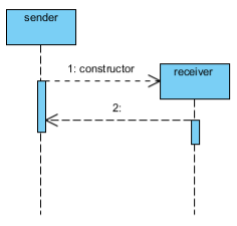 sender
1: constructor
receiver
2: